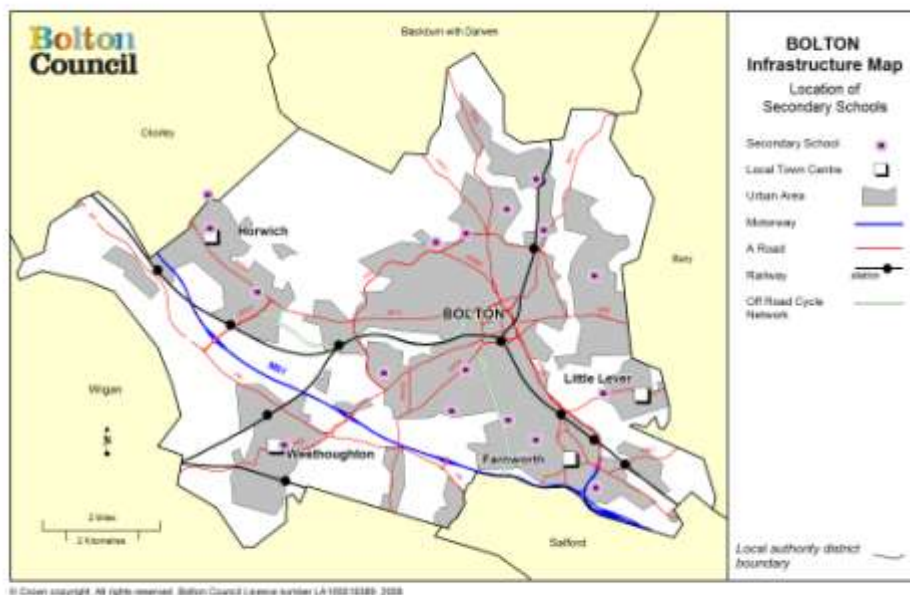 Bolton
Council
Blackburn with Darwen
Chorley
Horwich
Bury
BOLTON
M61
Wigan
N
Little Lever
Westhoughton
Farnworth
Salford
2 Miles
2 Kilometres
BOLTON
Infrastructure Map
Location of
Secondary Schools
Secondary School
Local Town Centre
Urban Area
Motorway
A Road
Railway
station
Off Road Cycle
Network
Local authority district
boundary
© Crown copyright. All rights reserved. Bolton Council Licence number